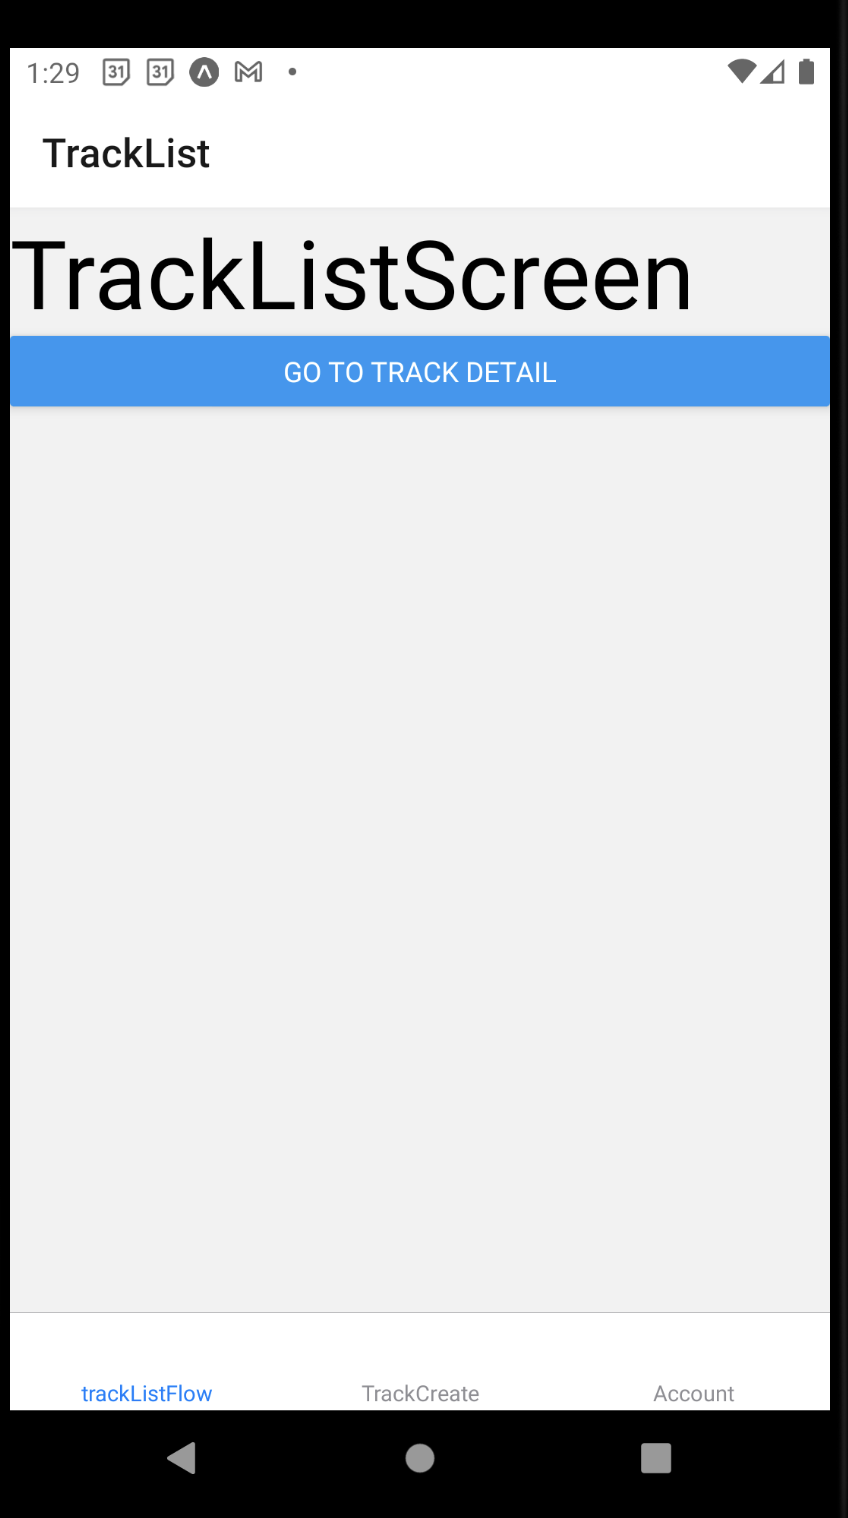 1:29 31 31
TrackList
TrackListScreen
GO TO TRACK DETAIL
trackListFlow TrackCreate Account